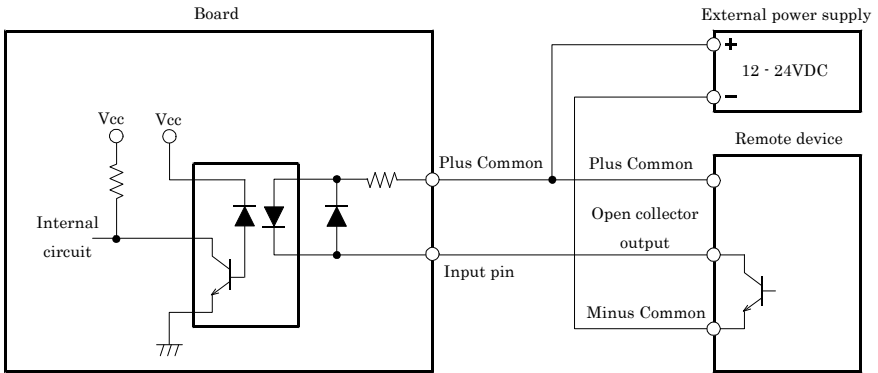 Board
External power supply
+
12 - 24VDC
−
Remote device
Vcc
Vcc
Plus Common
Plus Common
Internal
circuit
Open collector
output
Input pin
Minus Common